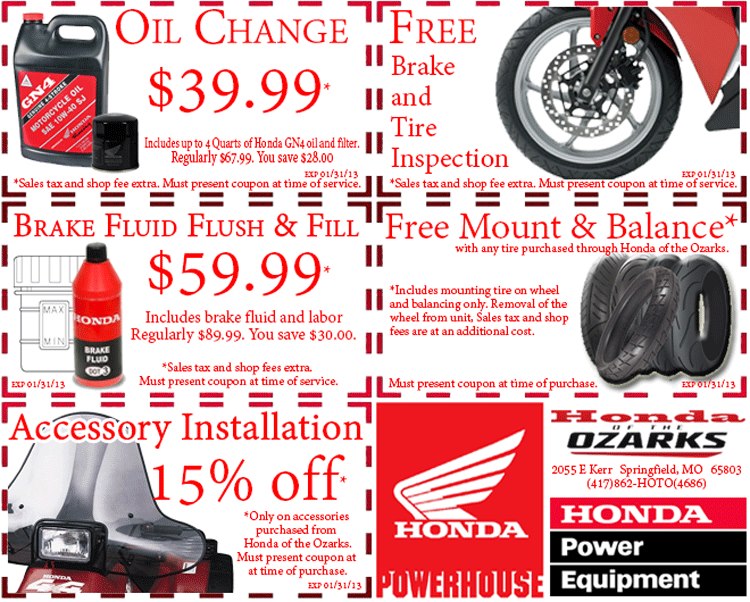 OIL CHANGE
$39.99*
GN4
GENUINE 4-STROKE
MOTORCYCLE OIL
SAE 10W-40 SJ
HONDA
Includes up to 4 Quarts of Honda GN4 oil and filter.
Regularly $67.99. You save $28.00
EXP 01/31/13
*Sales tax and shop fee extra. Must present coupon at time of service.
FREE
Brake
and
Tire
Inspection
EXP 01/31/13
*Sales tax and shop fee extra. Must present coupon at time of service.
BRAKE FLUID FLUSH & FILL
$59.99*
MAX
MIN
HONDA
BRAKE
FLUID
DOT 3
Includes brake fluid and labor
Regularly $89.99. You save $30.00.
*Sales tax and shop fees extra.
Must present coupon at time of service.
EXP 01/31/13
Free Mount & Balance*
with any tire purchased through Honda of the Ozarks.
*Includes mounting tire on wheel
and balancing only. Removal of the
wheel from unit, Sales tax and shop
fees are at an additional cost.
Must present coupon at time of purchase.
EXP 01/31/13
Accessory Installation
15% off*
*Only on accessories
purchased from
Honda of the Ozarks.
Must present coupon at
at time of purchase.
EXP 01/31/13
HONDA
HONDA
POWERHOUSE
Honda
OF THE
OZARKS
2055 E Kerr Springfield, MO 65803
(417)862-HOTO(4686)
HONDA
Power
Equipment